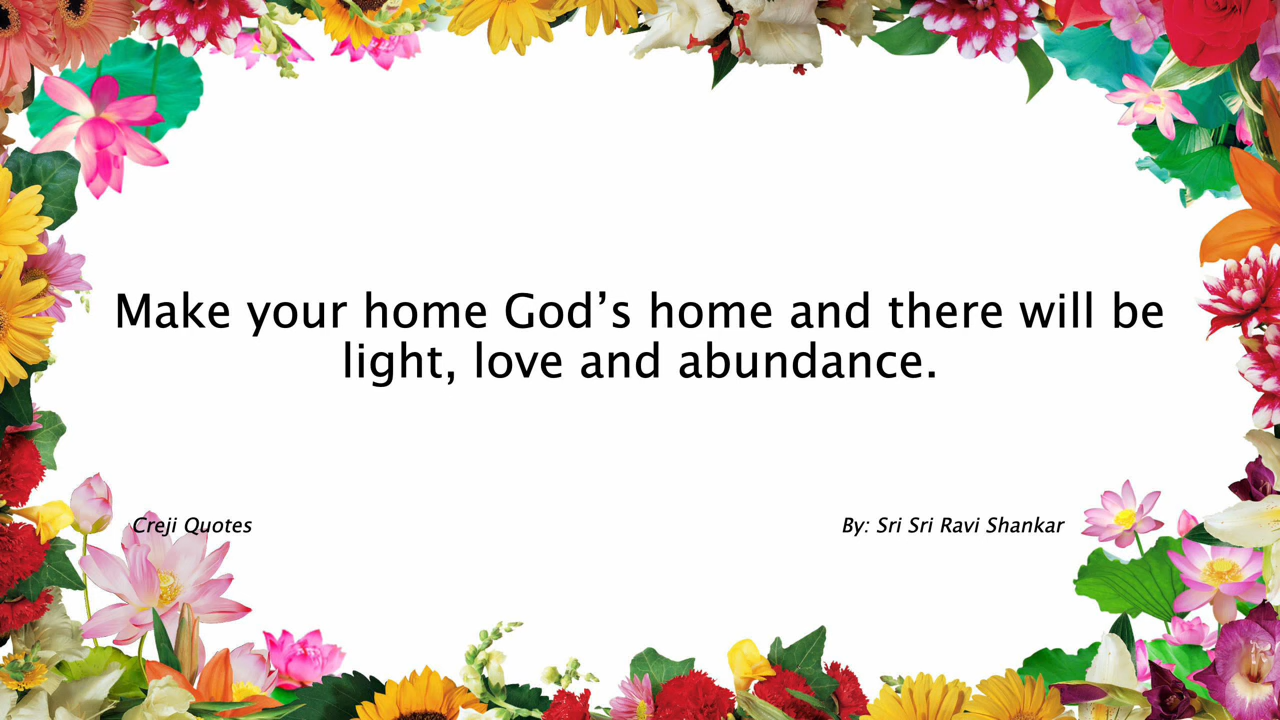 Make your home God’s home and there will be
light, love and abundance.
Creji Quotes
By: Sri Sri Ravi Shankar